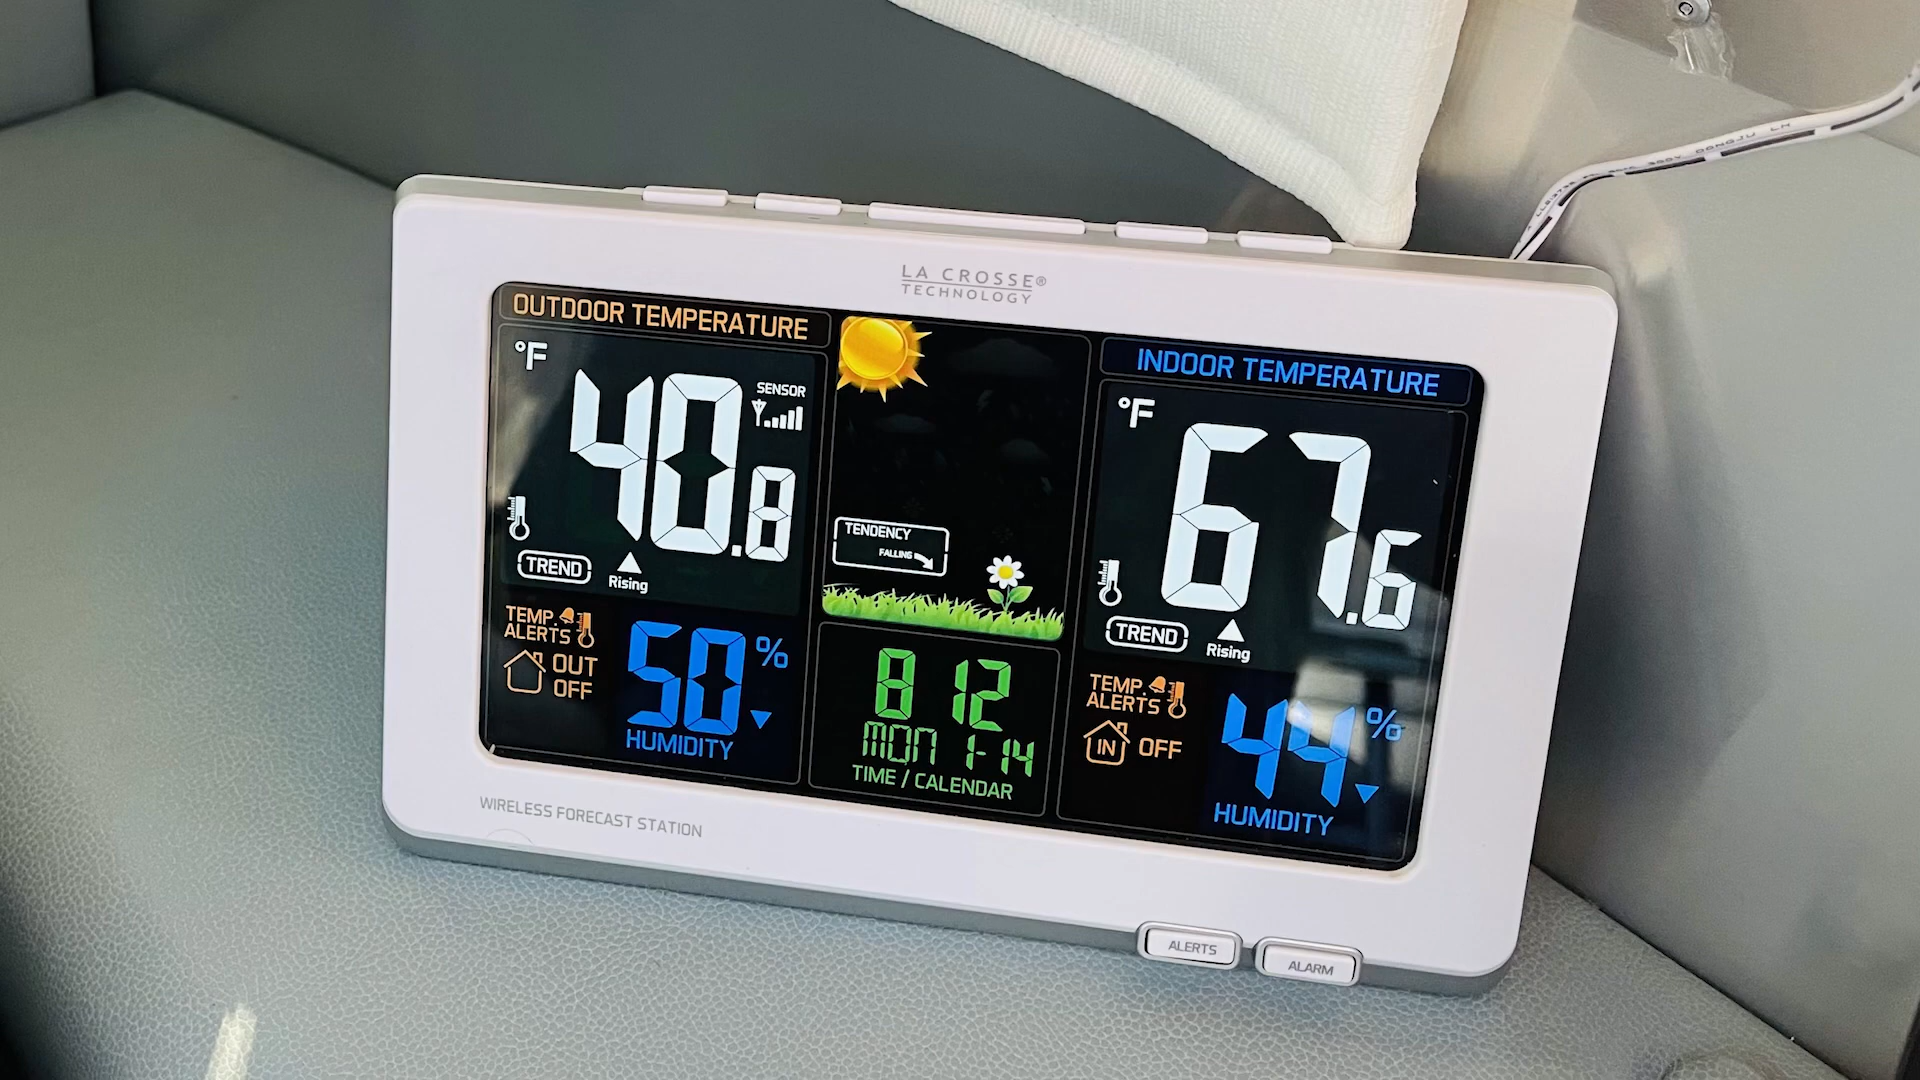 LA CROSSE®
TECHNOLOGY
OUTDOOR TEMPERATURE
°F
40.8
SENSOR
TREND
Rising
TEMP.
ALERTS
OUT
OFF
50%
HUMIDITY
TENDENCY
FALLING
8 12
MON 1-14
TIME / CALENDAR
INDOOR TEMPERATURE
°F
67.6
TREND
Rising
TEMP.
ALERTS
IN OFF
44%
HUMIDITY
WIRELESS FORECAST STATION
ALERTS
ALARM
DONGJU